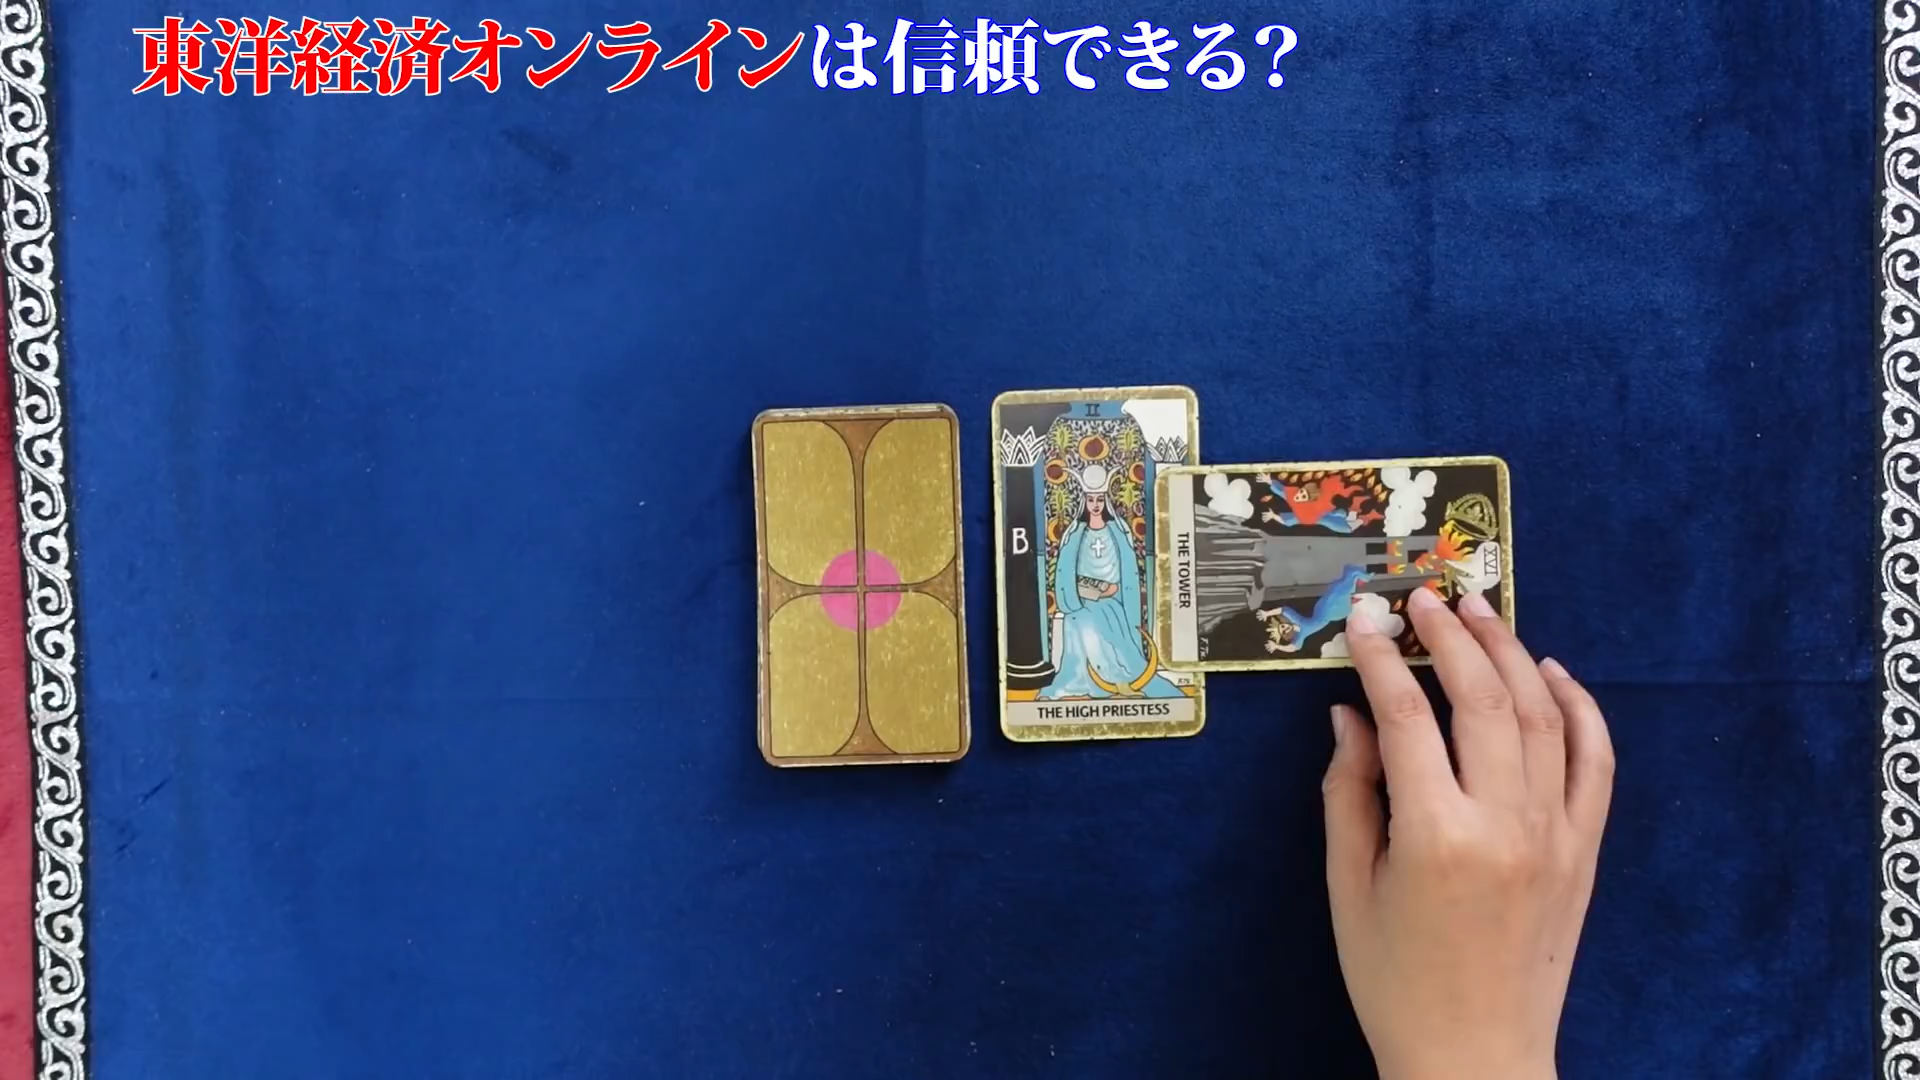 東洋経済オンラインは信頼できる？
II
B
THE HIGH PRIESTESS
THE TOWER
XVI